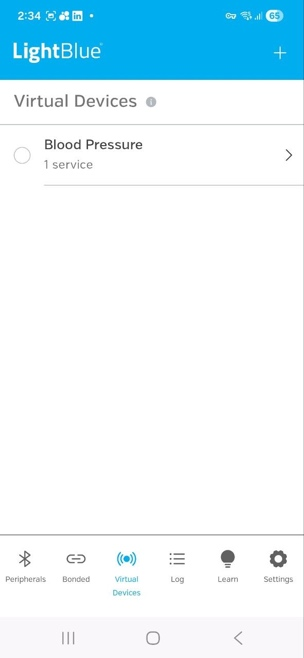 2:34
65
LightBlue
Virtual Devices
Blood Pressure
1 service
Peripherals
Bonded
Virtual
Devices
Log
Learn
Settings